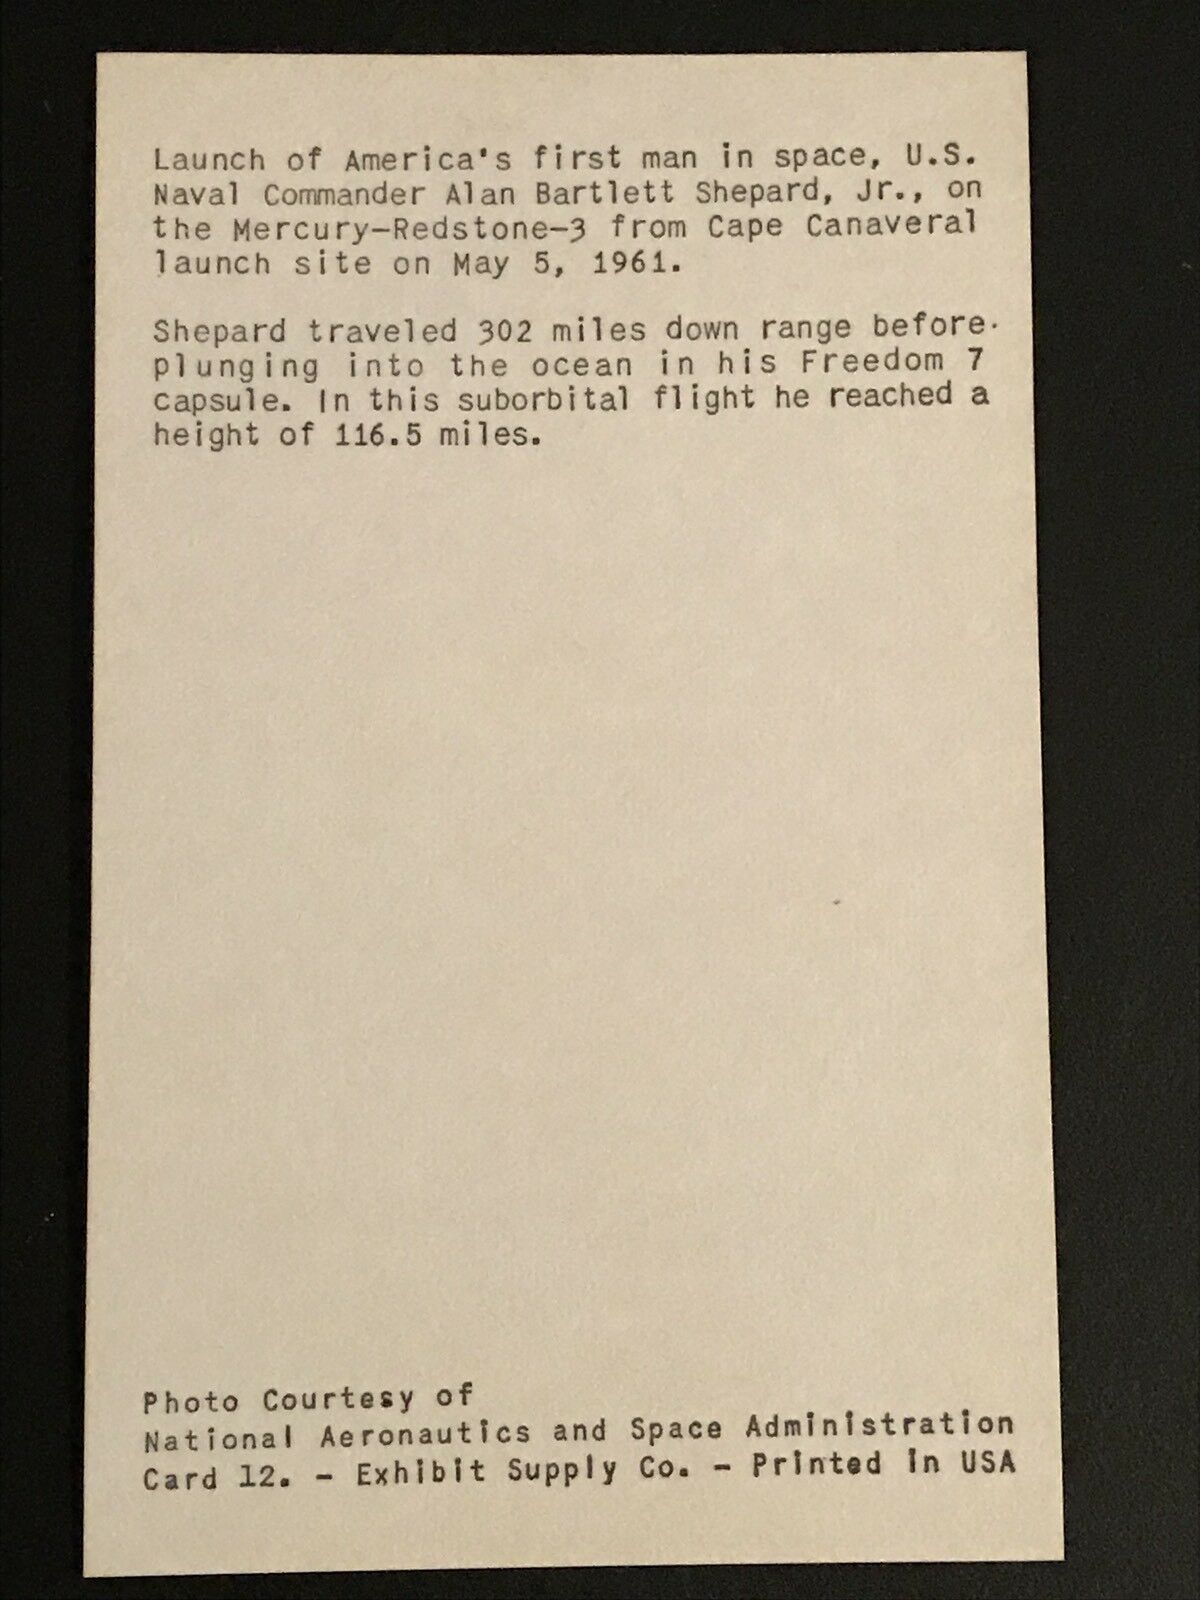 Launch of America's first man in space, U.S.
Naval Commander Alan Bartlett Shepard, Jr., on
the Mercury-Redstone-3 from Cape Canaveral
launch site on May 5, 1961.
Shepard traveled 302 miles down range before
plunging into the ocean in his Freedom 7
capsule. In this suborbital flight he reached a
height of 116.5 miles.
Photo Courtesy of
National Aeronautics and Space Administration
Card 12. - Exhibit Supply Co. - Printed in USA